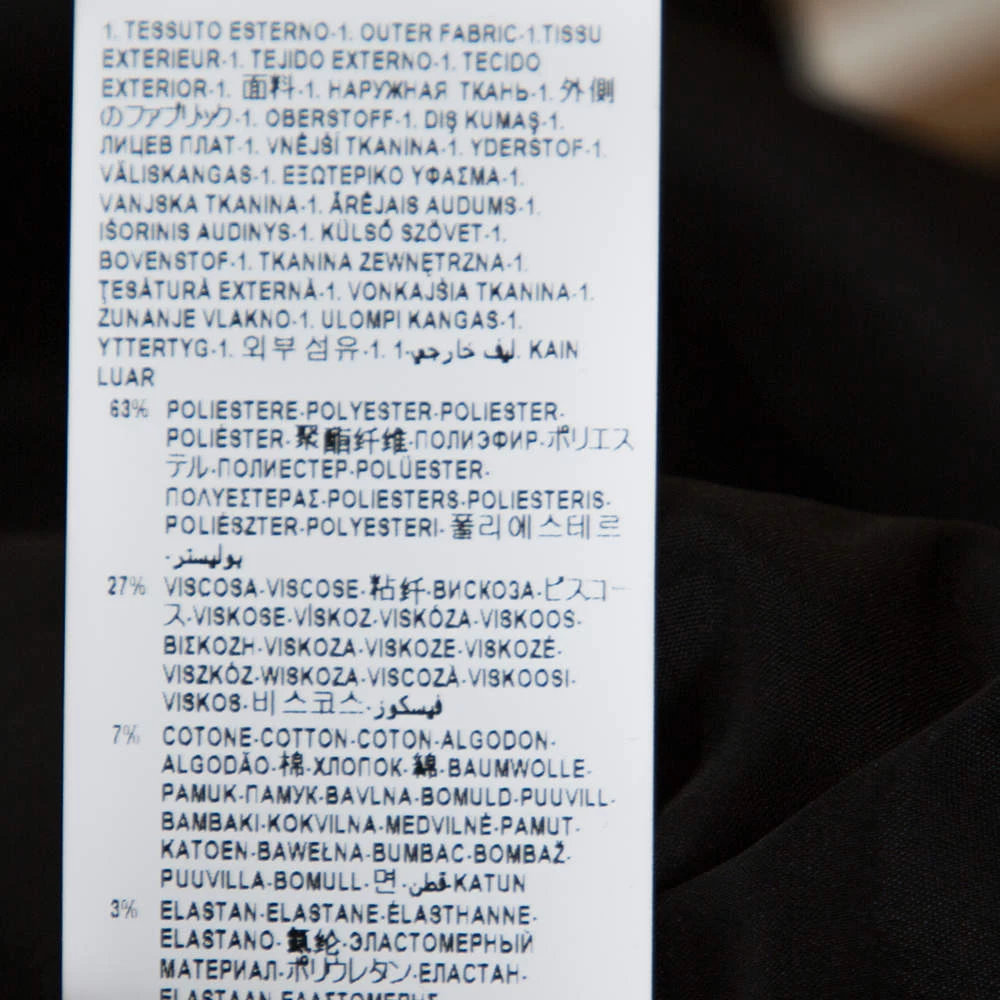 1. TESSUTO ESTERNO-1. OUTER FABRIC-1.TISSU
EXTERIEUR-1. TEJIDO EXTERNO-1. TECIDO
EXTERIOR-1. 面料-1. НАРУЖНАЯ ТКАНЬ-1. 外側
のファブリック-1. OBERSTOFF-1. DIŞ KUMAŞ-1.
ЛИЦЕВ ПЛАТ-1. VNĚJŠÍ TKANINA-1. YDERSTOF-1.
VÄLISKANGAS-1. ΕΞΩΤΕΡΙΚΟ ΥΦΑΣΜΑ-1.
VANJSKA TKANINA-1. ĀRĒJAIS AUDUMS-1.
IŠORINIS AUDINYS-1. KÜLSŐ SZÖVET-1.
BOVENSTOF-1. TKANINA ZEWNĘTRZNA-1.
ŢESĂTURĂ EXTERNĂ-1. VONKAJŠIA TKANINA-1.
ZUNANJE VLAKNO-1. ULOMPI KANGAS-1.
YTTERTYG-1. 외부 섬유-1. 1-ليف خارجي. KAIN
LUAR
63% POLIESTERE-POLYESTER-POLIESTER-
POLIÉSTER-聚酯纤维-ПОЛИЭФИР-ポリエス
テル-ПОЛИЕСТЕР-POLÜESTER-
ΠΟΛΥΕΣΤΕΡΑΣ-POLIESTERS-POLIESTERIS-
POLIÉSZTER-POLYESTERI-폴리에스테르
-بوليستر
27% VISCOSA-VISCOSE-粘纤-ВИСКОЗА-ビスコー
ス-VISKOSE-VİSKOZ-VISKÓZA-VISKOOS-
ΒΙΣΚΟΖΗ-VISKOZA-VISKOZE-VISKOZĖ-
VISZKÓZ-WISKOZA-VISCOZĂ-VISKOOSI-
VISKOS-비스코스-فيسكوز
7% COTONE-COTTON-COTON-ALGODON-
ALGODÃO-棉-ХЛОПОК-綿-BAUMWOLLE-
PAMUK-ПАМУК-BAVLNA-BOMULD-PUUVILL-
BAMBAKI-KOKVILNA-MEDVILNĖ-PAMUT-
KATOEN-BAWEŁNA-BUMBAC-BOMBAŽ-
PUUVILLA-BOMULL-면-قطن-KATUN
3% ELASTAN-ELASTANE-ÉLASTHANNE-
ELASTANO-氨纶-ЭЛАСТОМЕРНЫЙ
МАТЕРИАЛ-ポリウレタン-ЕЛАСТАН-